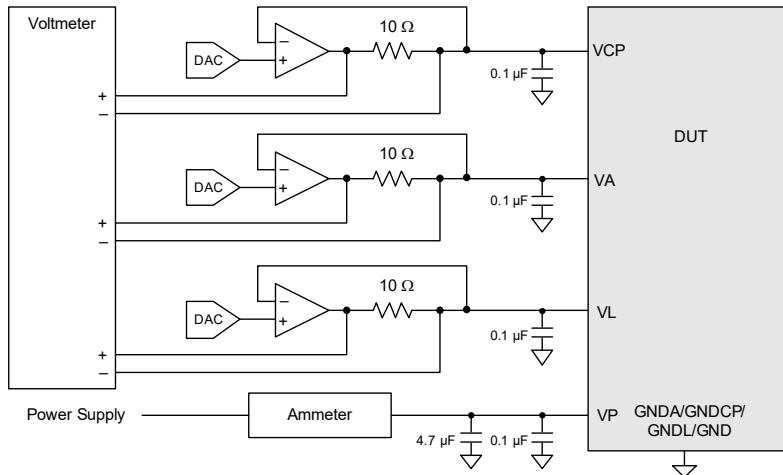 Voltmeter
10 Ω
DAC
−
+
VCP
0.1 µF
+
−
DUT
10 Ω
DAC
−
+
VA
0.1 µF
+
−
10 Ω
DAC
−
+
VL
0.1 µF
+
−
Power Supply
Ammeter
VP
4.7 µF
0.1 µF
GNDA/GNDCP/
GNDL/GND